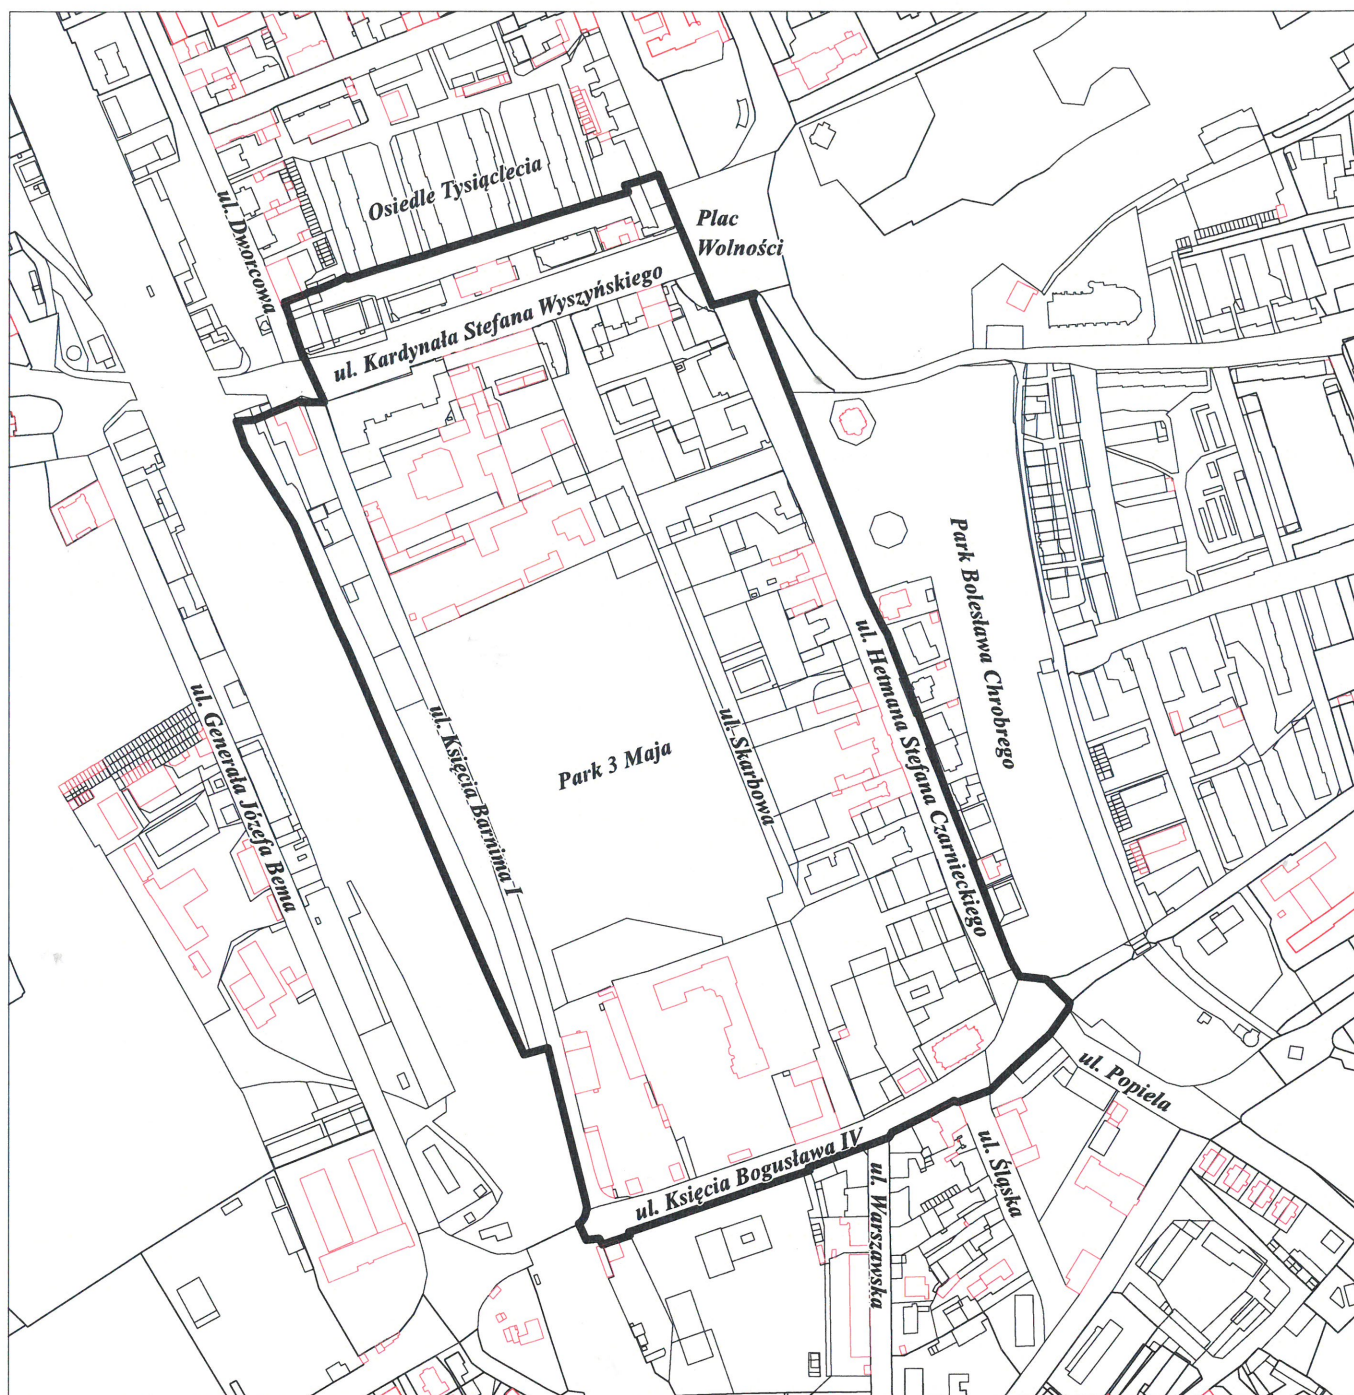 Osiedle Tysiąclecia
ul. Dworcowa
Plac
Wolności
ul. Kardynała Stefana Wyszyńskiego
Park Bolesława Chrobrego
ul. Hetmana Stefana Czarnieckiego
ul. Generała Józefa Bema
ul. Księcia Barnima I
Park 3 Maja
ul. Skarbowa
ul. Popiela
ul. Śląska
ul. Księcia Bogusława IV
ul. Warszawska